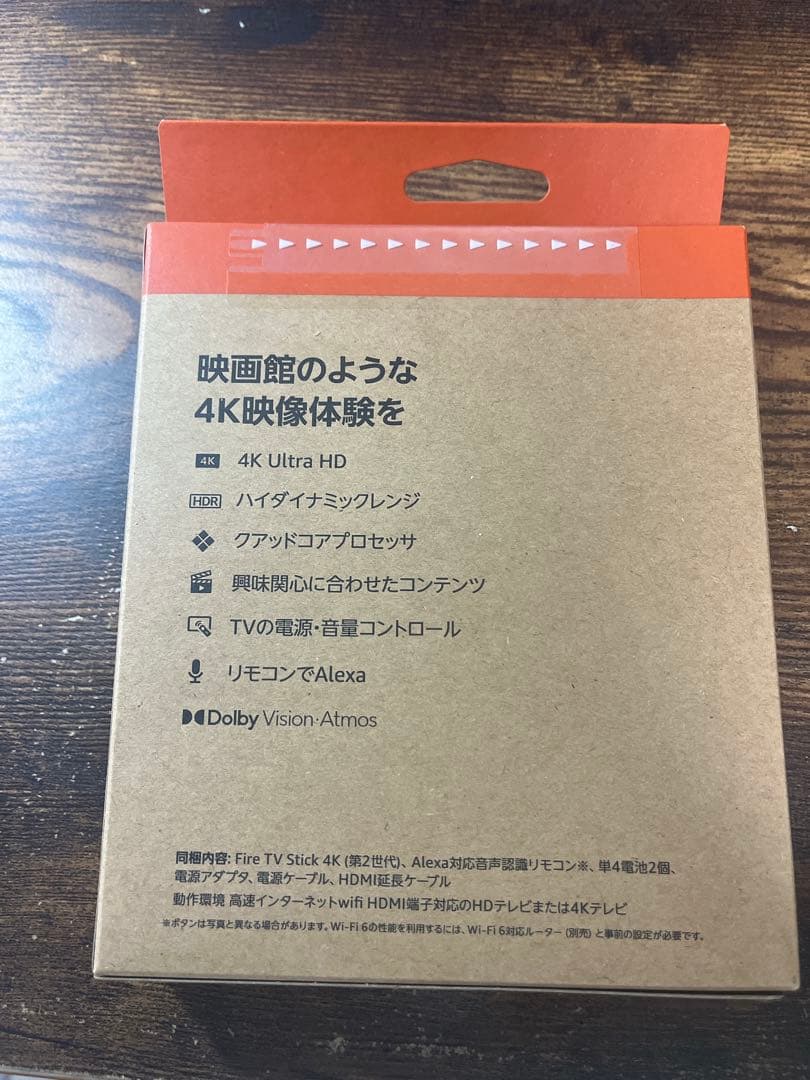 映画館のような
4K映像体験を
4K 4K Ultra HD
HDR ハイダイナミックレンジ
クアッドコアプロセッサ
興味関心に合わせたコンテンツ
TVの電源・音量コントロール
リモコンでAlexa
Dolby Vision·Atmos
同梱内容: Fire TV Stick 4K (第2世代)、Alexa対応音声認識リモコン※、単4電池2個、
電源アダプタ、電源ケーブル、HDMI延長ケーブル
動作環境 高速インターネットwifi HDMI端子対応のHDテレビまたは4Kテレビ
※ボタンは写真と異なる場合があります。Wi-Fi 6の性能を利用するには、Wi-Fi 6対応ルーター (別売) と事前の設定が必要です。